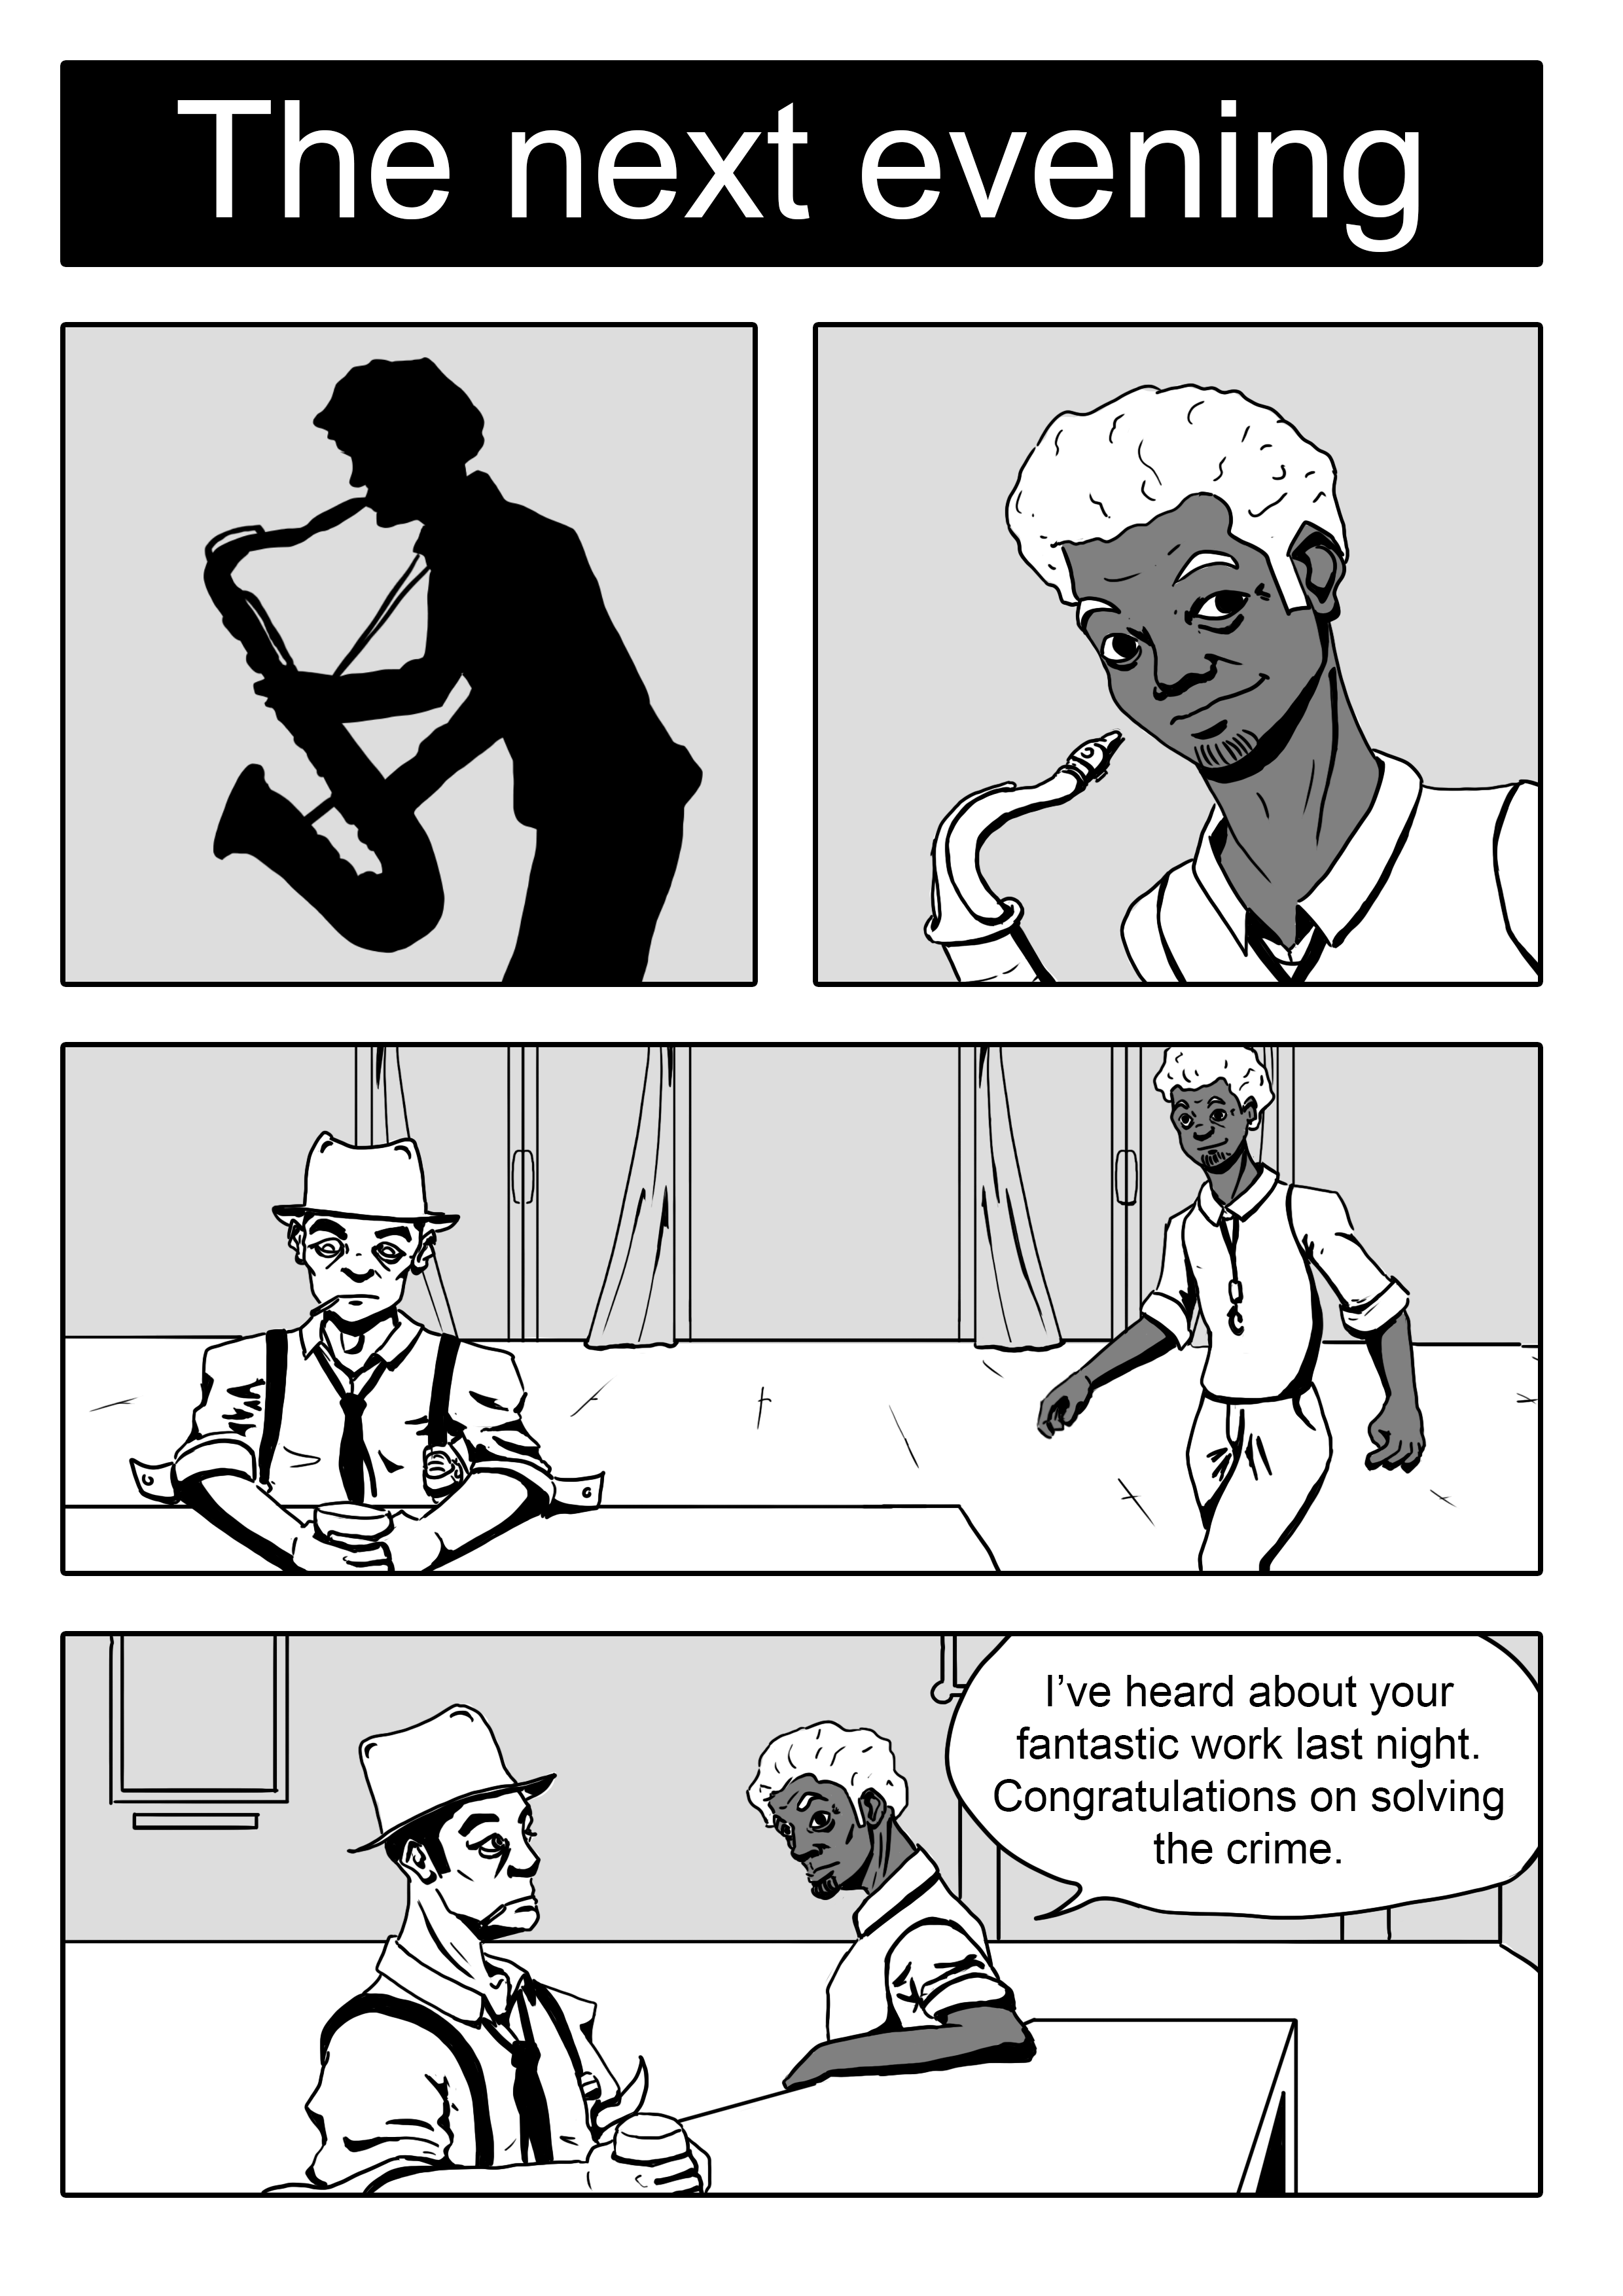 The next evening
I’ve heard about your
fantastic work last night.
Congratulations on solving
the crime.